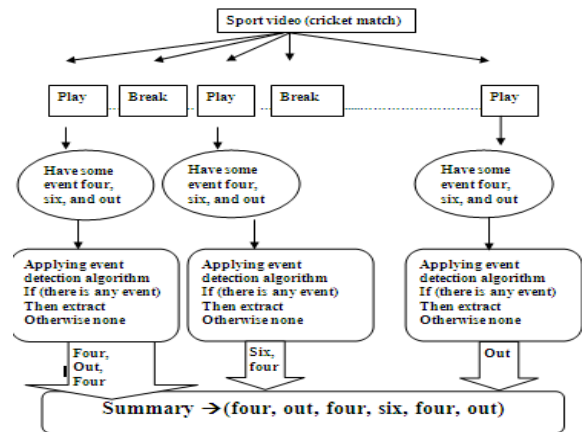 Sport video (cricket match)
Play
Break
Play
Break
Play
Have some
event four,
six, and out
Have some
event four,
six, and out
Have some
event four,
six, and out
Applying event
detection algorithm
If (there is any event)
Then extract
Otherwise none
Applying event
detection algorithm
If (there is any event)
Then extract
Otherwise none
Applying event
detection algorithm
If (there is any event)
Then extract
Otherwise none
Four,
Out,
Four
Six,
four
Out
Summary →(four, out, four, six, four, out)